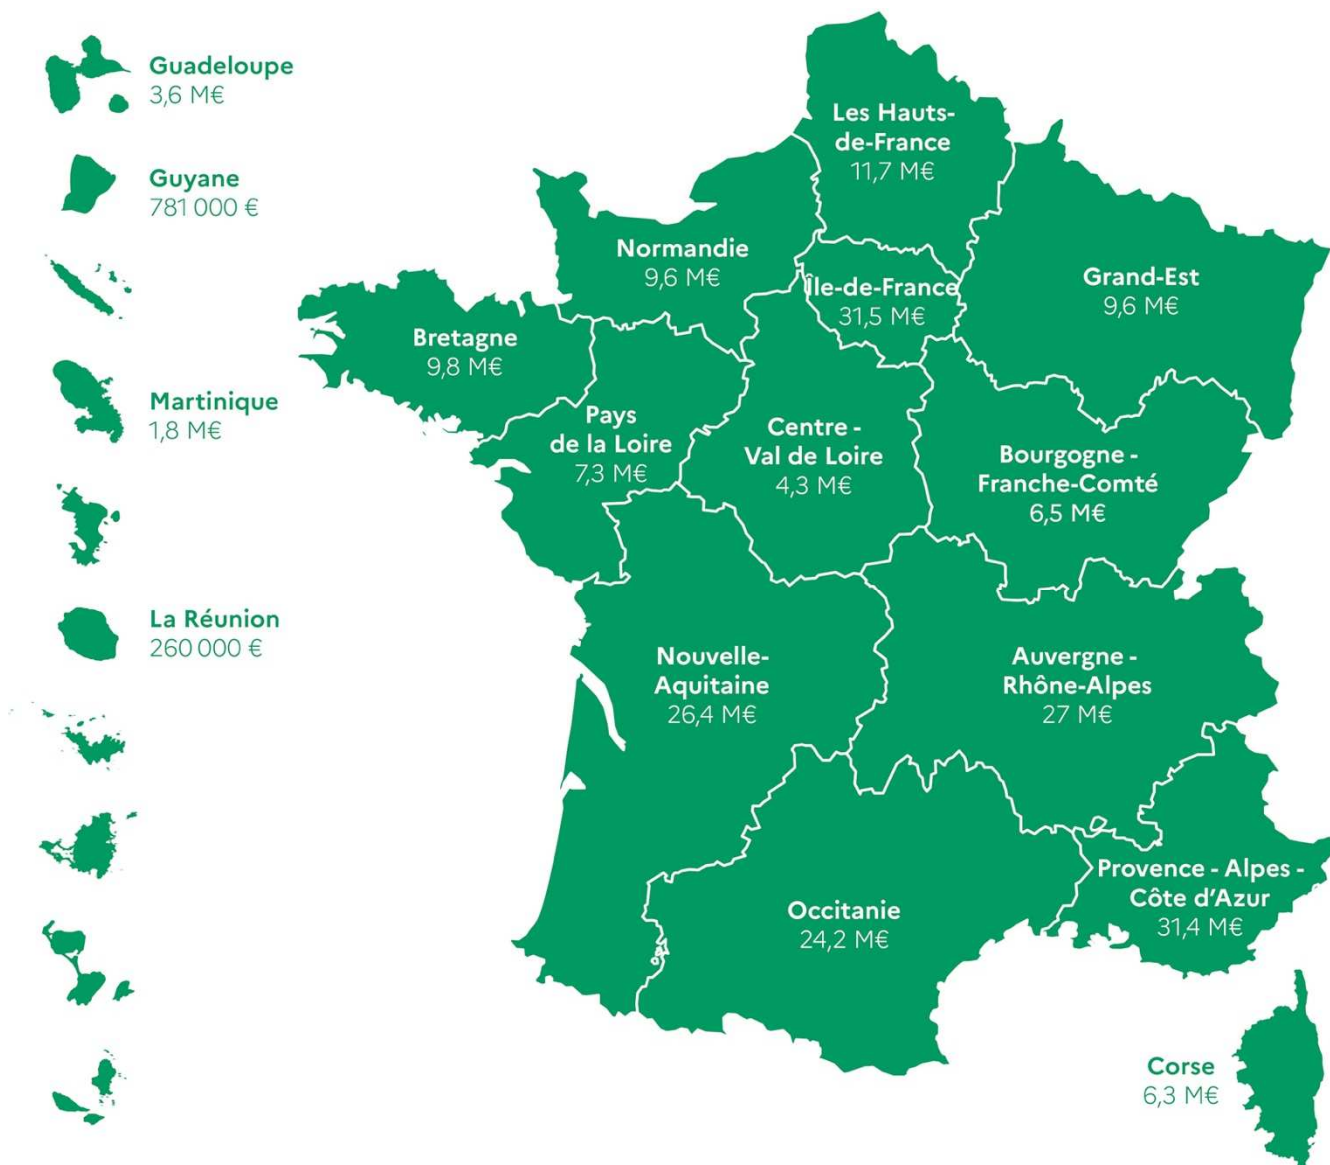 Guadeloupe
3,6 M€
Guyane
781 000 €
Martinique
1,8 M€
La Réunion
260 000 €
Les Hauts-
de-France
11,7 M€
Normandie
9,6 M€
Île-de-France
31,5 M€
Grand-Est
9,6 M€
Bretagne
9,8 M€
Pays
de la Loire
7,3 M€
Centre -
Val de Loire
4,3 M€
Bourgogne -
Franche-Comté
6,5 M€
Nouvelle-
Aquitaine
26,4 M€
Auvergne -
Rhône-Alpes
27 M€
Occitanie
24,2 M€
Provence - Alpes -
Côte d’Azur
31,4 M€
Corse
6,3 M€